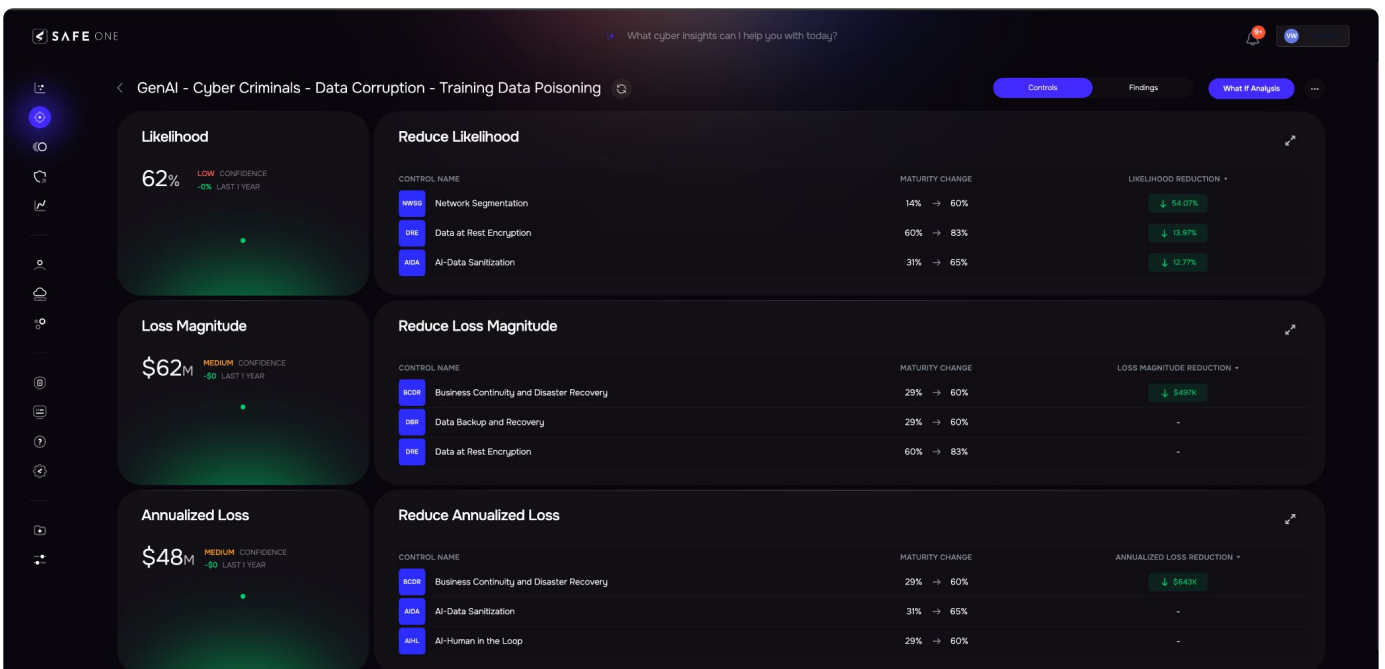 SAFE ONE
What cyber insights can I help you with today?
9+
VW
GenAI - Cyber Criminals - Data Corruption - Training Data Poisoning
Controls
Findings
What If Analysis
Likelihood
62% LOW CONFIDENCE
-0% LAST 1 YEAR
Reduce Likelihood
CONTROL NAME MATURITY CHANGE LIKELIHOOD REDUCTION
NWSG Network Segmentation 14% → 60% ↓ 54.07%
DRE Data at Rest Encryption 60% → 83% ↓ 13.97%
AIDA AI-Data Sanitization 31% → 65% ↓ 12.77%
Loss Magnitude
$62M MEDIUM CONFIDENCE
-$0 LAST 1 YEAR
Reduce Loss Magnitude
CONTROL NAME MATURITY CHANGE LOSS MAGNITUDE REDUCTION
BCDR Business Continuity and Disaster Recovery 29% → 60% ↓ $497K
DBR Data Backup and Recovery 29% → 60% -
DRE Data at Rest Encryption 60% → 83% -
Annualized Loss
$48M MEDIUM CONFIDENCE
-$0 LAST 1 YEAR
Reduce Annualized Loss
CONTROL NAME MATURITY CHANGE ANNUALIZED LOSS REDUCTION
BCDR Business Continuity and Disaster Recovery 29% → 60% ↓ $643K
AIDA AI-Data Sanitization 31% → 65% -
AIHL AI-Human in the Loop 29% → 60% -